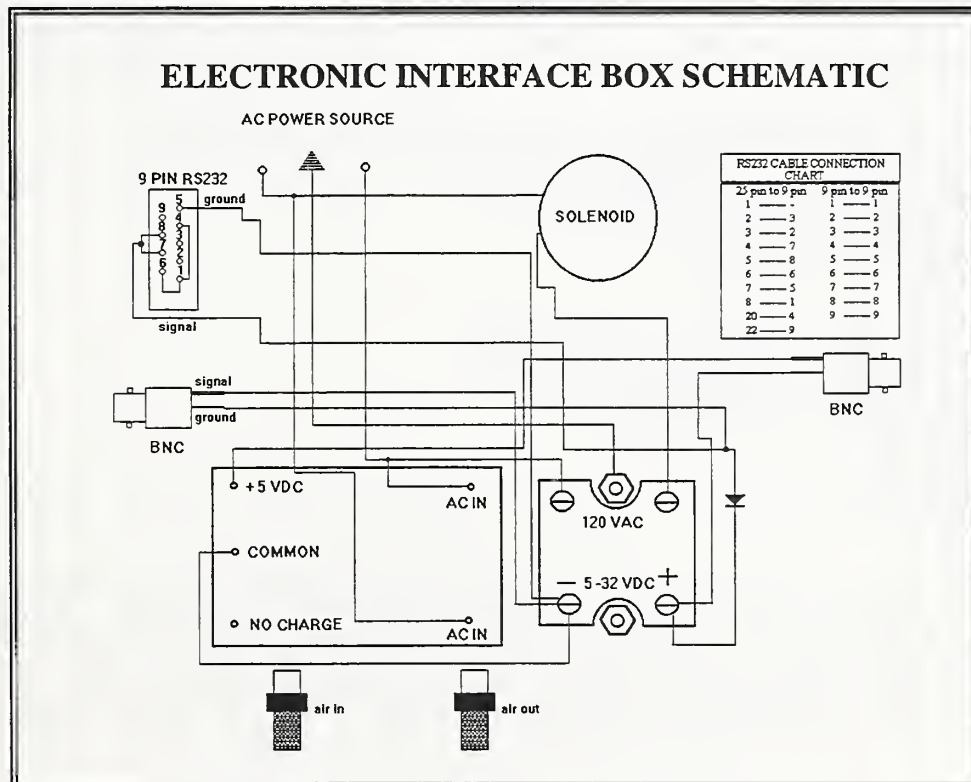 ELECTRONIC INTERFACE BOX SCHEMATIC
AC POWER SOURCE
9 PIN RS232
5
ground
9
4
8
3
7
2
6
1
signal
SOLENOID
RS232 CABLE CONNECTION
CHART
25 pin to 9 pin 9 pin to 9 pin
1 - 1 1
2 3 2 2
3 2 3 3
4 7 4 4
5 8 5 5
6 6 6 6
7 5 7 7
8 1 8 8
20 4 9 9
22 9
signal
ground
BNC
BNC
+5 VDC
AC IN
COMMON
NO CHARGE
AC IN
120 VAC
− 5-32 VDC +
air in
air out